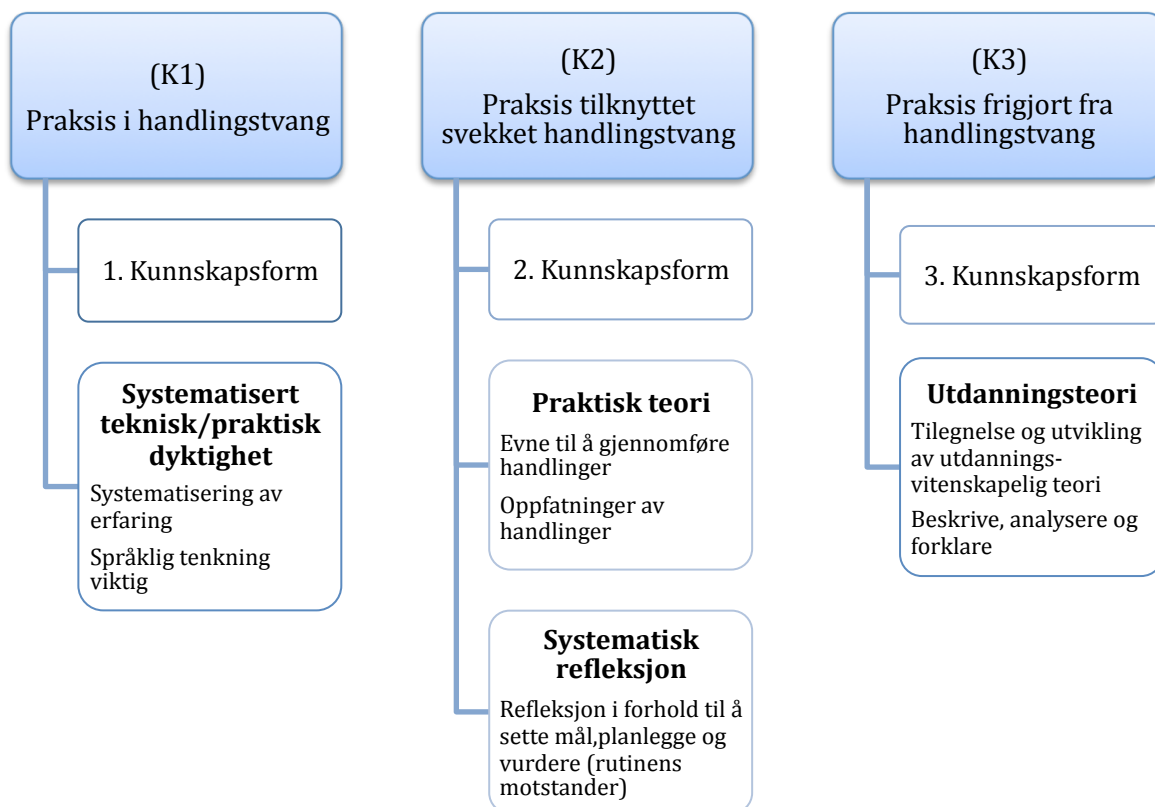 (K1)
Praksis i handlingstvang
1. Kunnskapsform
Systematisert
teknisk/praktisk
dyktighet
Systematisering av
erfaring
Språklig tenkning
viktig
(K2)
Praksis tilknyttet
svekket handlingstvang
2. Kunnskapsform
Praktisk teori
Evne til å gjennomføre
handlinger
Oppfatninger av
handlinger
Systematisk
refleksjon
Refleksjon i forhold til å
sette mål,planlegge og
vurdere (rutinens
motstander)
(K3)
Praksis frigjort fra
handlingstvang
3. Kunnskapsform
Utdanningsteori
Tilegnelse og utvikling
av utdannings-
vitenskapelig teori
Beskrive, analysere og
forklare